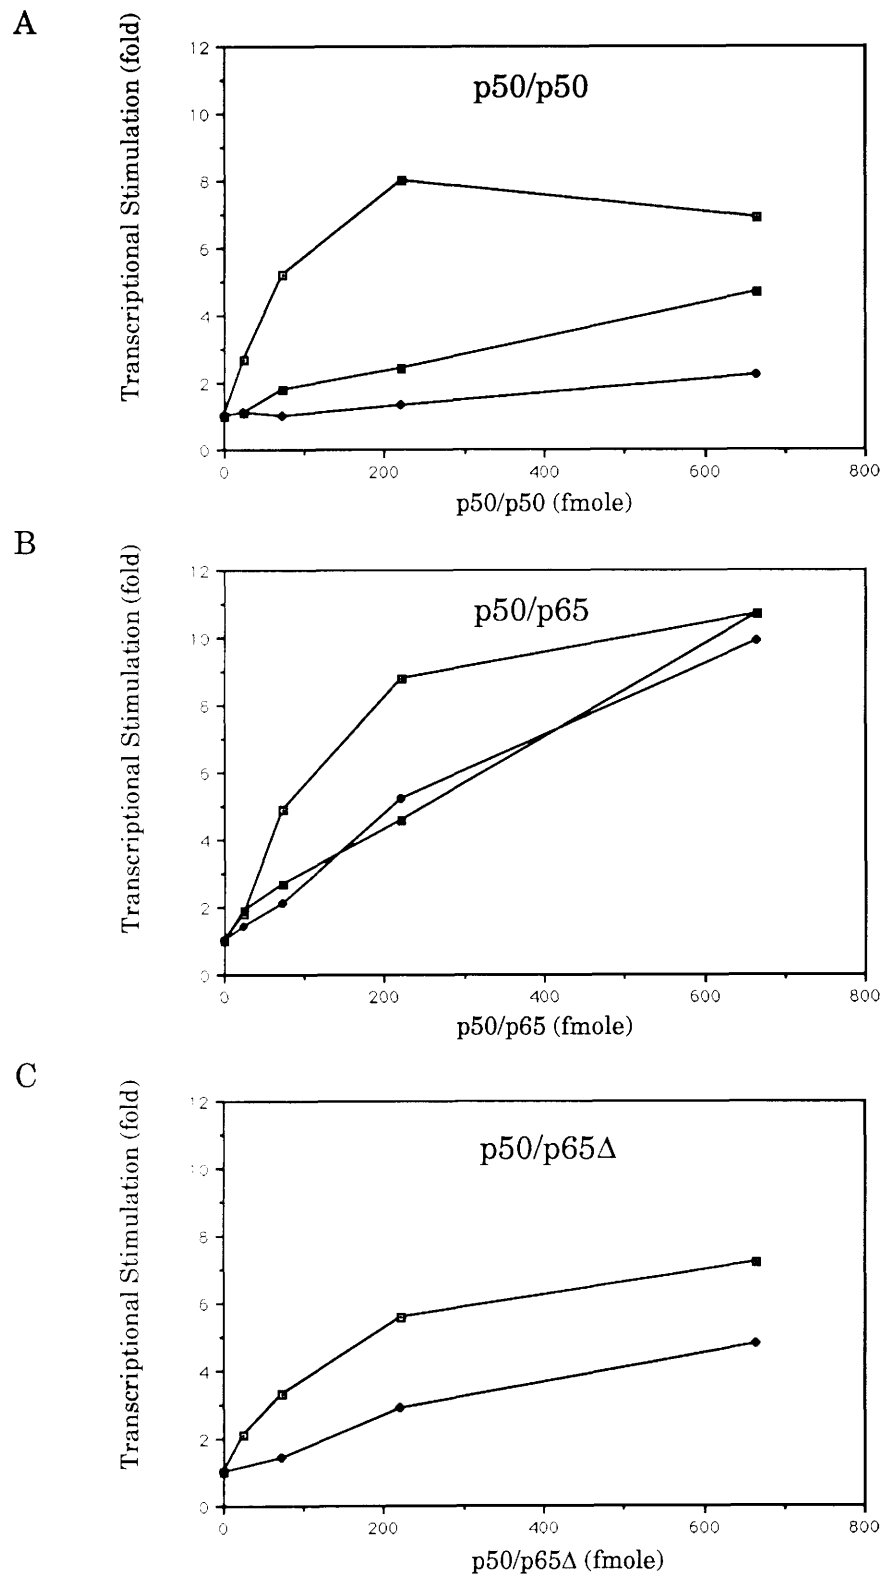 A
Transcriptional Stimulation (fold)
12
10
8
6
4
2
0
p50/p50
0 200 400 600 800
p50/p50 (fmole)
B
Transcriptional Stimulation (fold)
12
10
8
6
4
2
0
p50/p65
0 200 400 600 800
p50/p65 (fmole)
C
Transcriptional Stimulation (fold)
12
10
8
6
4
2
0
p50/p65Δ
0 200 400 600 800
p50/p65Δ (fmole)